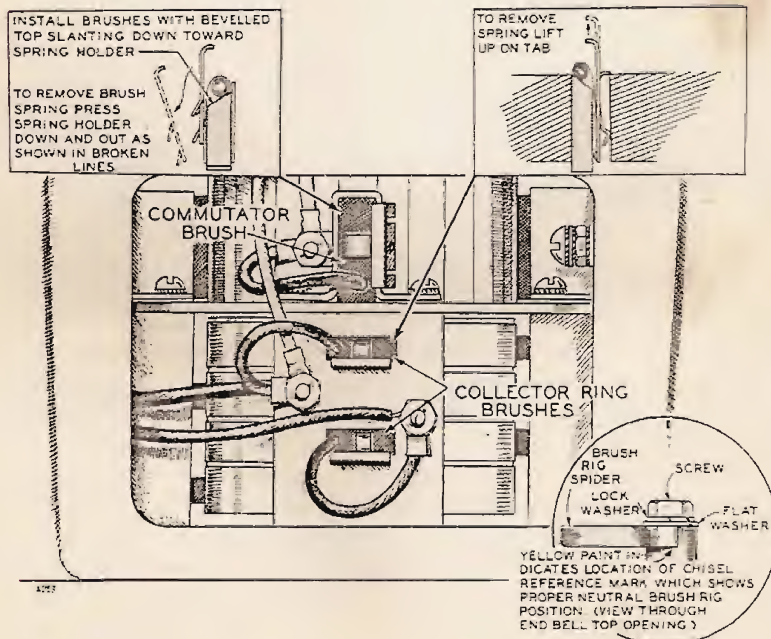 INSTALL BRUSHES WITH BEVELLED
TOP SLANTING DOWN TOWARD
SPRING HOLDER
TO REMOVE BRUSH
SPRING PRESS
SPRING HOLDER
DOWN AND OUT AS
SHOWN IN BROKEN
LINES
TO REMOVE
SPRING LIFT
UP ON TAB
COMMUTATOR
BRUSH
COLLECTOR RING
BRUSHES
BRUSH
RIG
SPIDER
LOCK
WASHER
SCREW
FLAT
WASHER
YELLOW PAINT IN-
DICATES LOCATION OF CHISEL
REFERENCE MARK WHICH SHOWS
PROPER NEUTRAL BRUSH RIG
POSITION. (VIEW THROUGH
END BELL TOP OPENING)